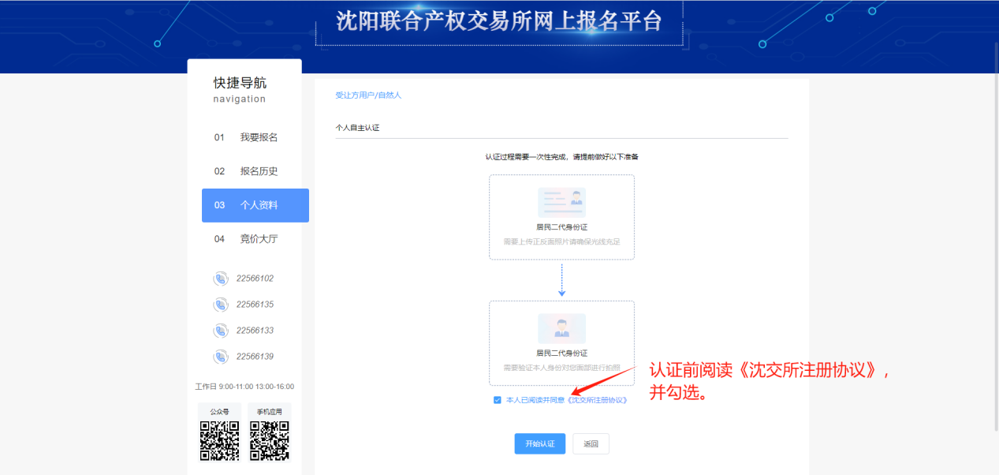 沈阳联合产权交易所网上报名平台
快捷导航
navigation
01 我要报名
02 报名历史
03 个人资料
04 竞价大厅
22566102
22566135
22566133
22566139
工作日 9:00-11:00 13:00-16:00
公众号 手机应用
受让方用户/自然人
个人自主认证
认证过程需要一次性完成，请提前做好以下准备
居民二代身份证
需要上传正反面照片请确保光线充足
居民二代身份证
需要验证本人身份对您面部进行拍照
本人已阅读并同意《沈交所注册协议》
开始认证 返回
认证前阅读《沈交所注册协议》，
并勾选。